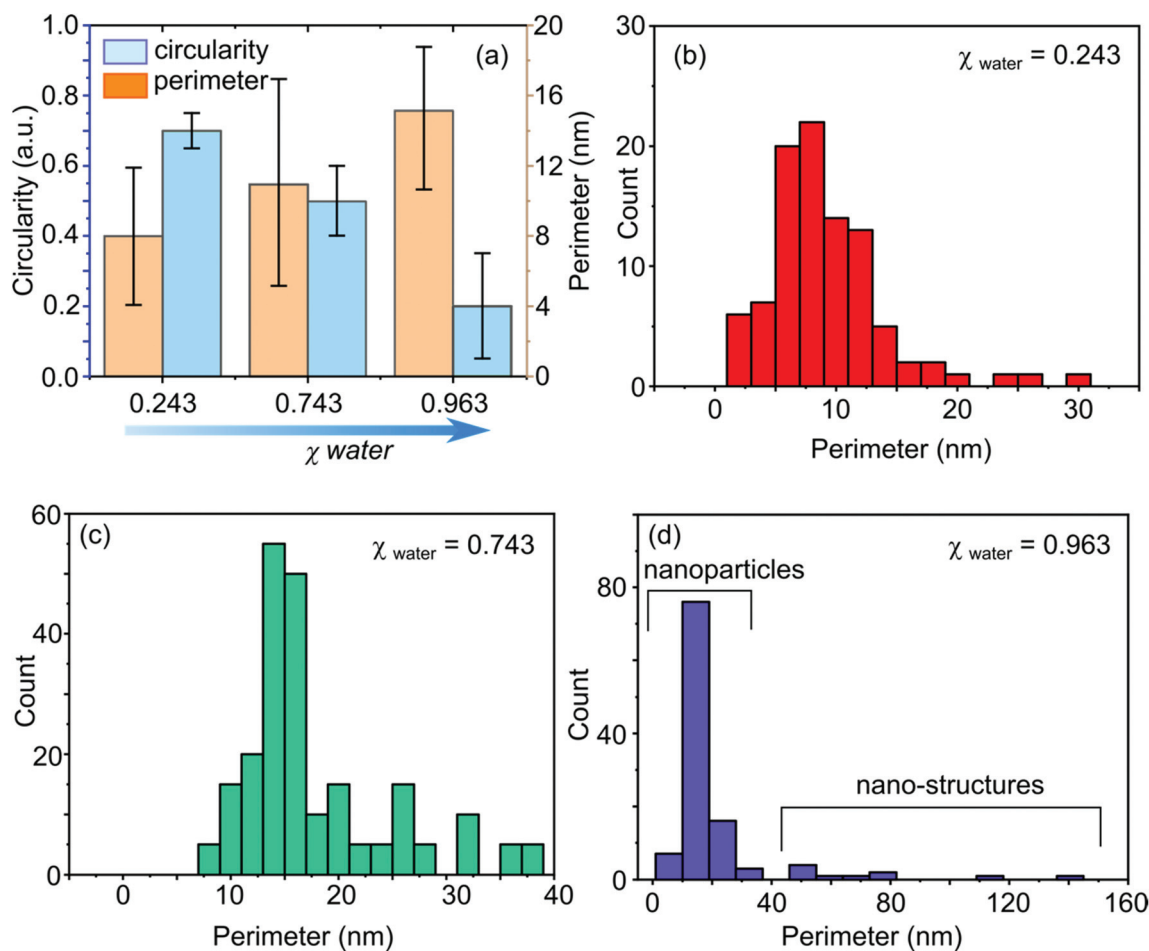 circularity
perimeter
(a)
Circularity (a.u.)
1.0
0.8
0.6
0.4
0.2
0.0
Perimeter (nm)
20
16
12
8
4
0
0.243 0.743 0.963
χ water
(b)
χ water = 0.243
Count
30
20
10
0
0 10 20 30
Perimeter (nm)
(c)
χ water = 0.743
Count
60
40
20
0
0 10 20 30 40
Perimeter (nm)
(d)
χ water = 0.963
nanoparticles
nano-structures
Count
80
40
0
0 40 80 120 160
Perimeter (nm)